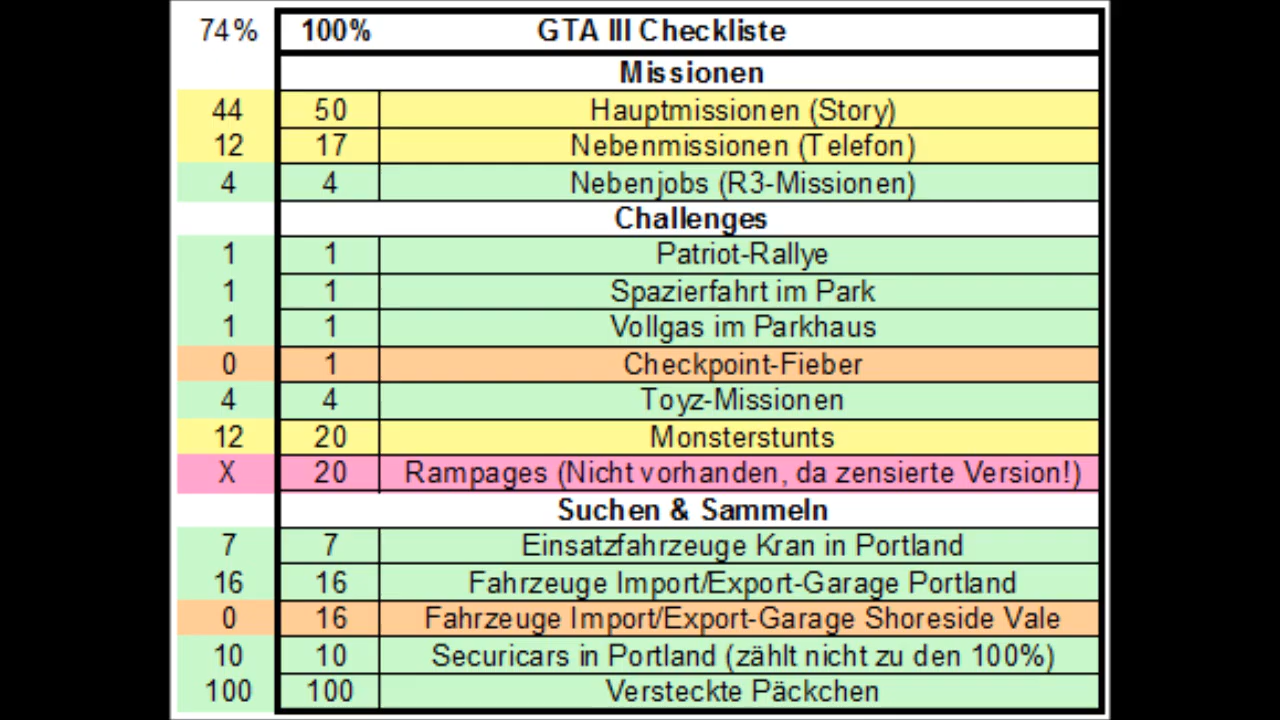 74% 100% GTA III Checkliste
Missionen
44 50 Hauptmissionen (Story)
12 17 Nebenmissionen (Telefon)
4 4 Nebenjobs (R3-Missionen)
Challenges
1 1 Patriot-Rallye
1 1 Spazierfahrt im Park
1 1 Vollgas im Parkhaus
0 1 Checkpoint-Fieber
4 4 Toyz-Missionen
12 20 Monsterstunts
X 20 Rampages (Nicht vorhanden, da zensierte Version!)
Suchen & Sammeln
7 7 Einsatzfahrzeuge Kran in Portland
16 16 Fahrzeuge Import/Export-Garage Portland
0 16 Fahrzeuge Import/Export-Garage Shoreside Vale
10 10 Securicars in Portland (zählt nicht zu den 100%)
100 100 Versteckte Päckchen